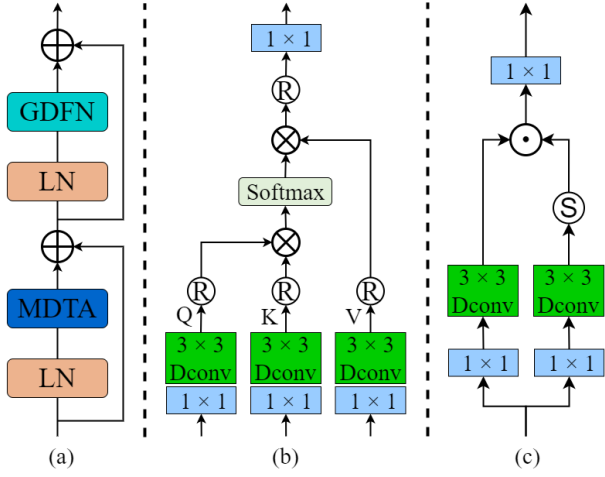 GDFN
LN
MDTA
LN
(a)
1 × 1
R
Softmax
R
R
R
Q
K
V
3 × 3
Dconv
3 × 3
Dconv
3 × 3
Dconv
1 × 1
1 × 1
1 × 1
(b)
1 × 1
S
3 × 3
Dconv
3 × 3
Dconv
1 × 1
1 × 1
(c)